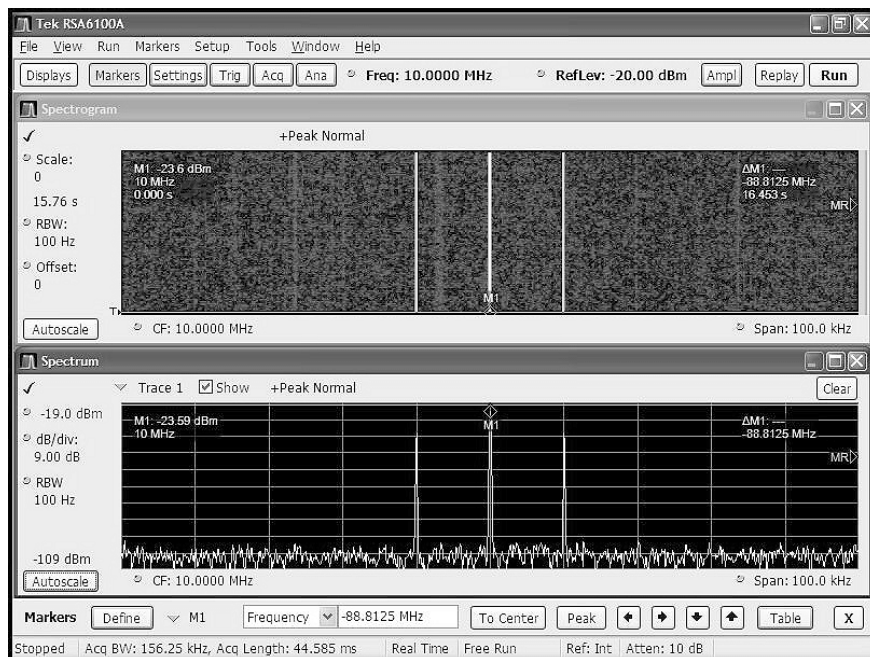 Tek RSA6100A
File View Run Markers Setup Tools Window Help
Displays Markers Settings Trig Acq Ana Freq: 10.0000 MHz RefLev: -20.00 dBm Ampl Replay Run
Spectrogram
+Peak Normal
Scale:
0
15.76 s
RBW:
100 Hz
Offset:
0
Autoscale
M1: -23.6 dBm
10 MHz
0.000 s
ΔM1: ---
-88.8125 MHz
16.453 s
MR
M1
T
CF: 10.0000 MHz Span: 100.0 kHz
Spectrum
Trace 1 Show +Peak Normal Clear
-19.0 dBm
dB/div:
9.00 dB
RBW
100 Hz
-109 dBm
Autoscale
M1: -23.59 dBm
10 MHz
M1
ΔM1: ---
-88.8125 MHz
MR
CF: 10.0000 MHz Span: 100.0 kHz
Markers Define M1 Frequency -88.8125 MHz To Center Peak Table X
Stopped Acq BW: 156.25 kHz, Acq Length: 44.585 ms Real Time Free Run Ref: Int Atten: 10 dB